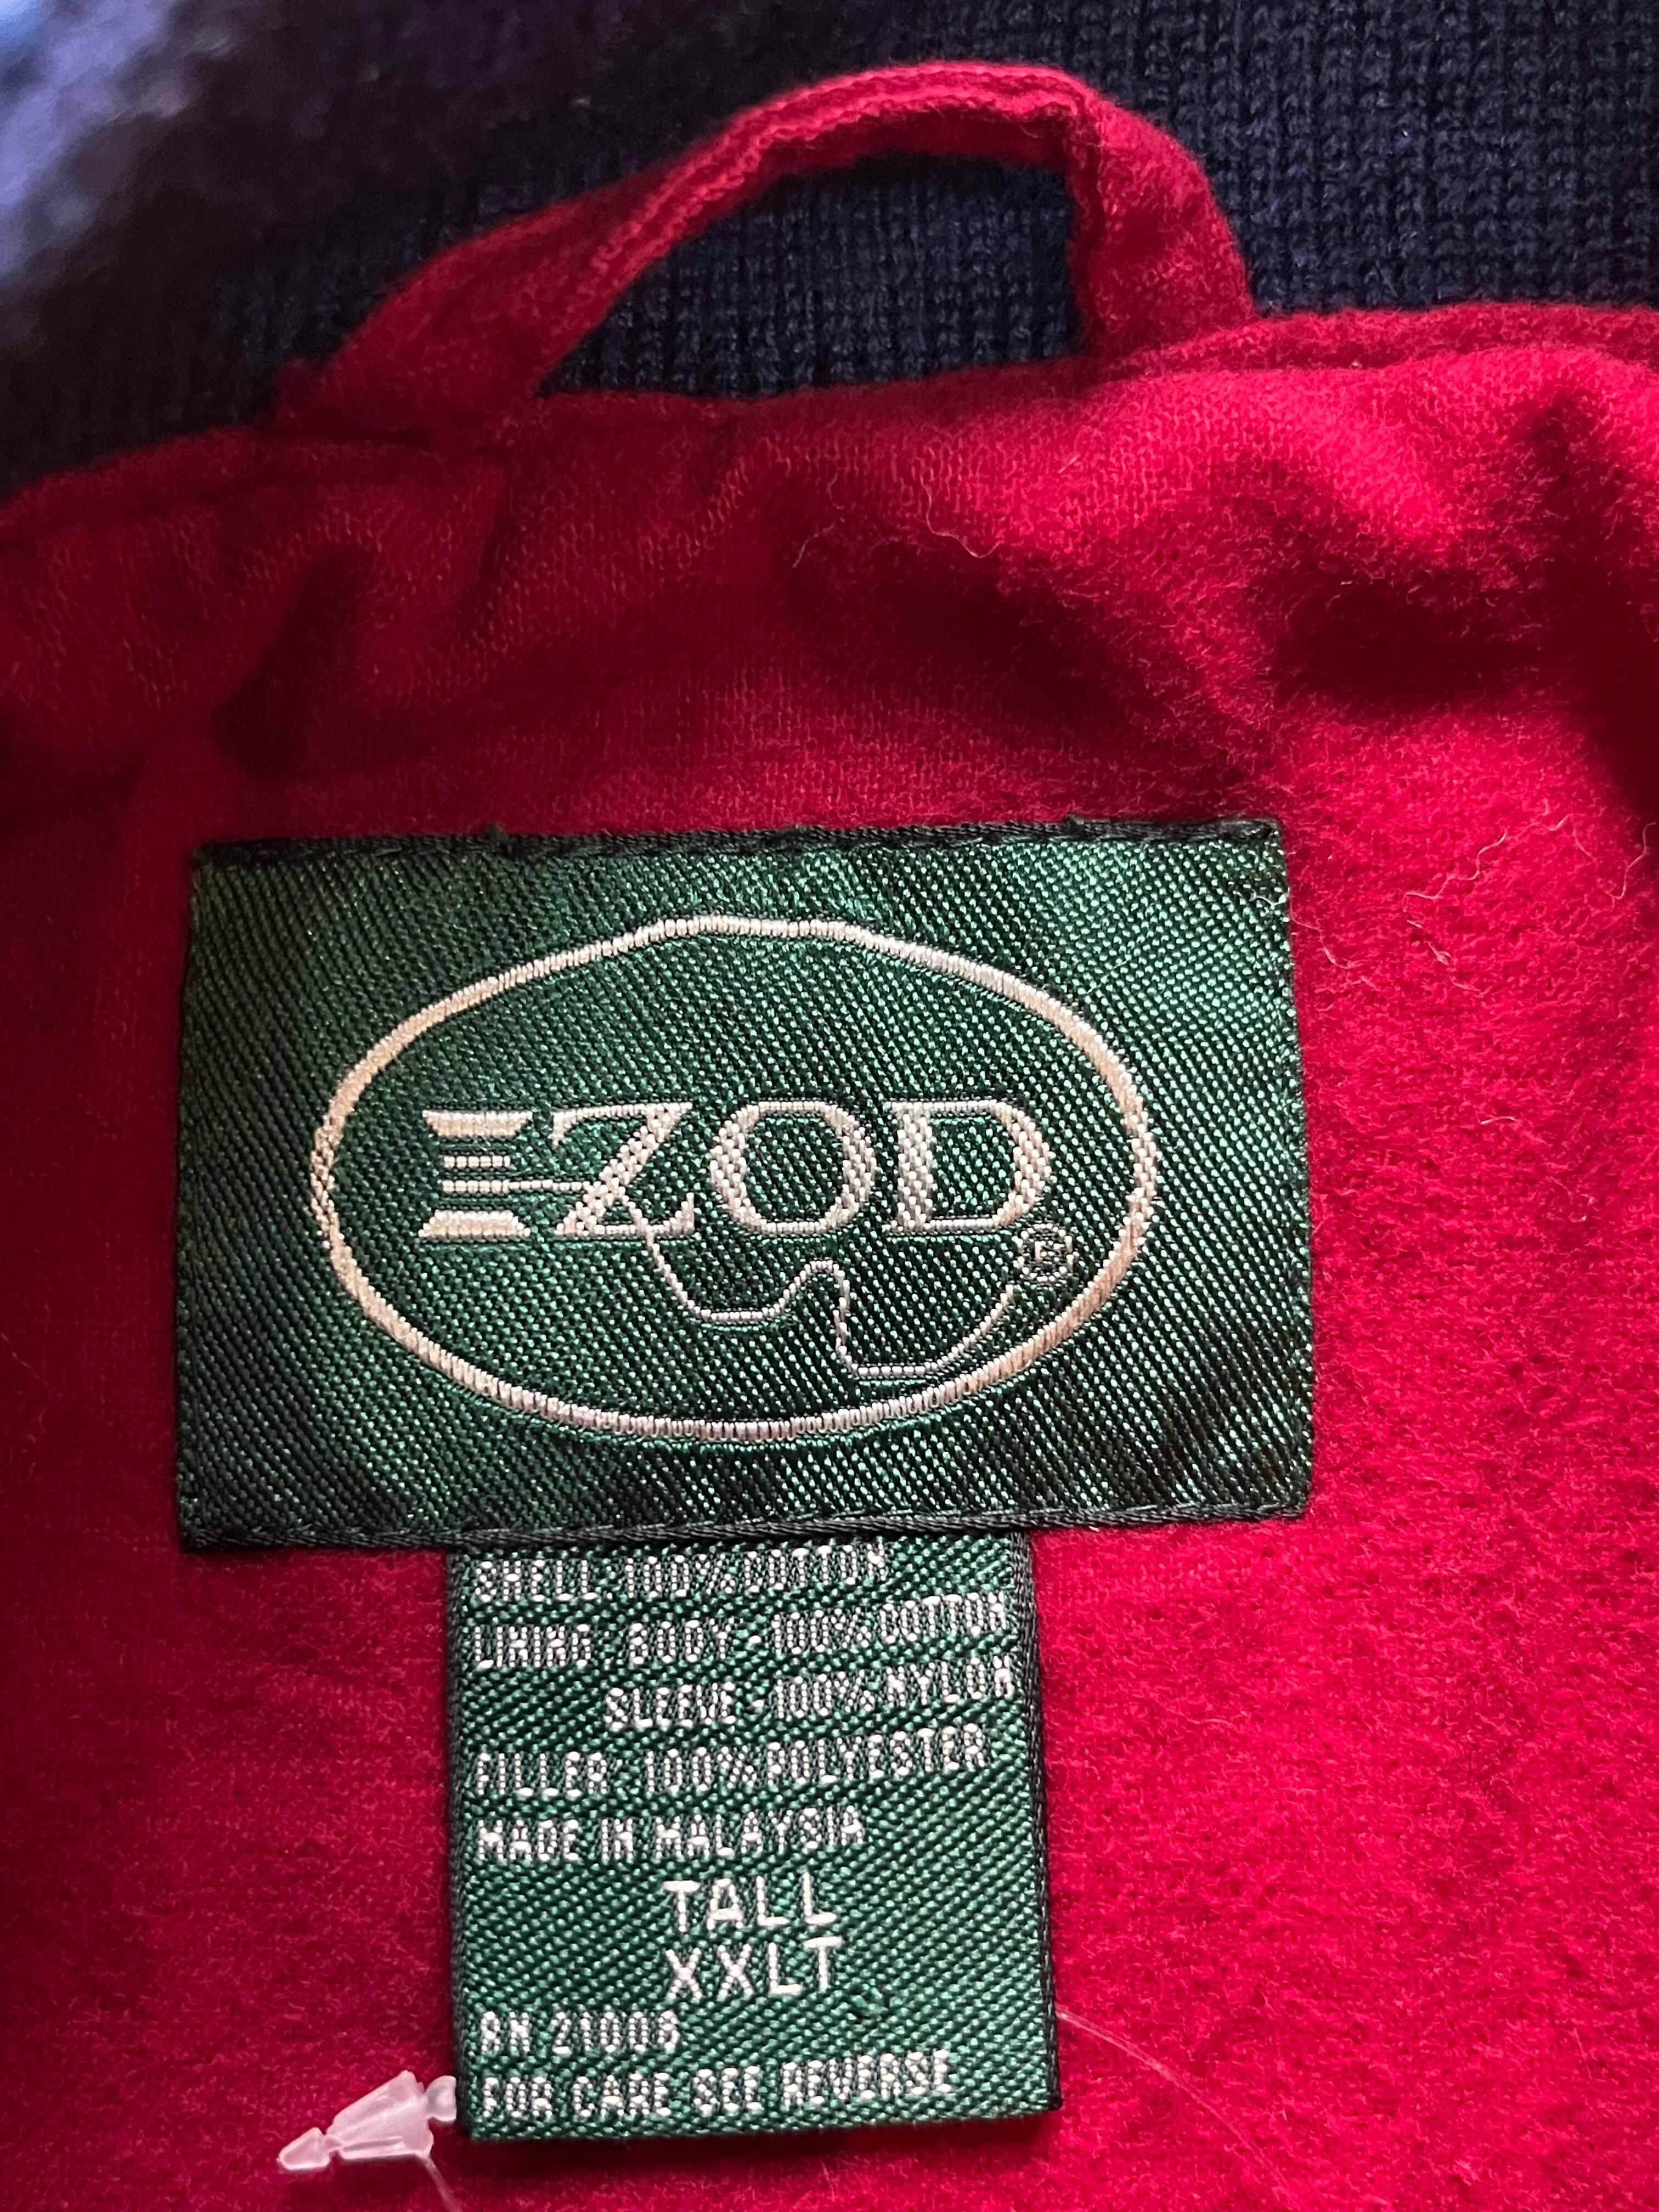 EZOD
®
SHELL: 100% COTTON
LINING BODY - 100% COTTON
SLEEVE - 100% NYLON
FILLER: 100% POLYESTER
MADE IN MALAYSIA
TALL
XXLT
RN 21008
FOR CARE SEE REVERSE